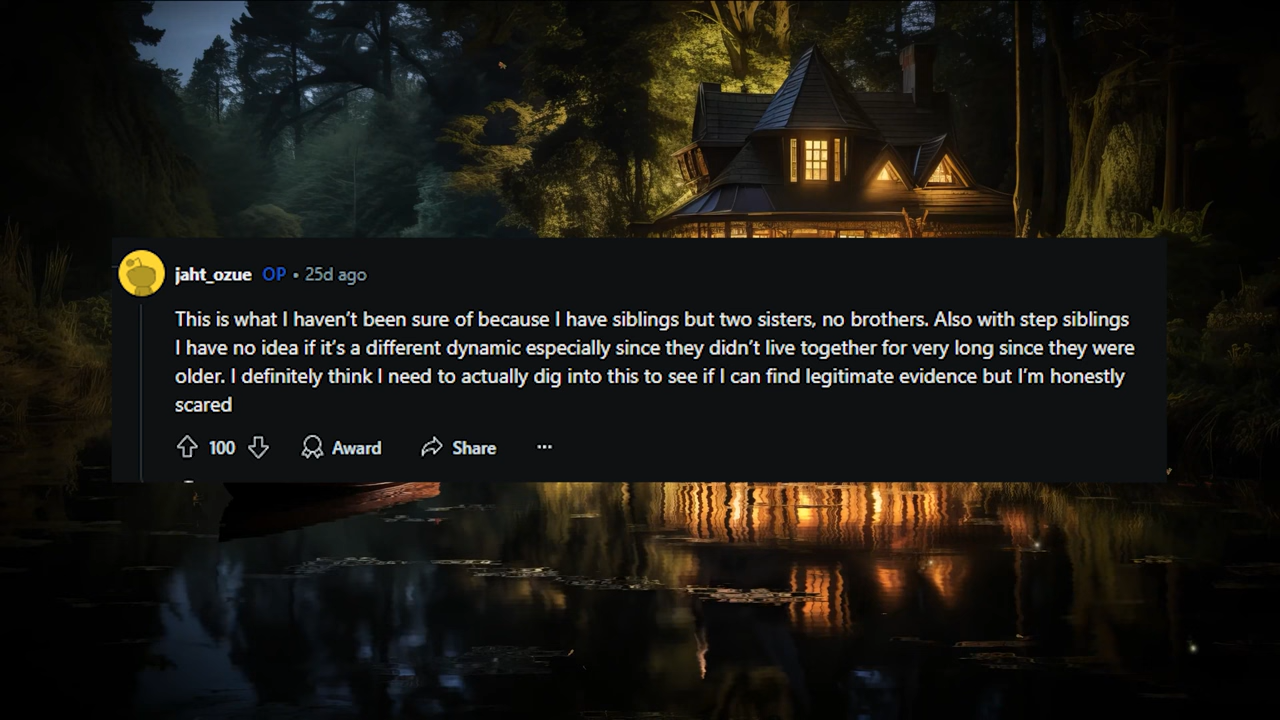 jaht_ozue OP • 25d ago
This is what I haven’t been sure of because I have siblings but two sisters, no brothers. Also with step siblings
I have no idea if it’s a different dynamic especially since they didn’t live together for very long since they were
older. I definitely think I need to actually dig into this to see if I can find legitimate evidence but I’m honestly
scared
100 Award Share ···